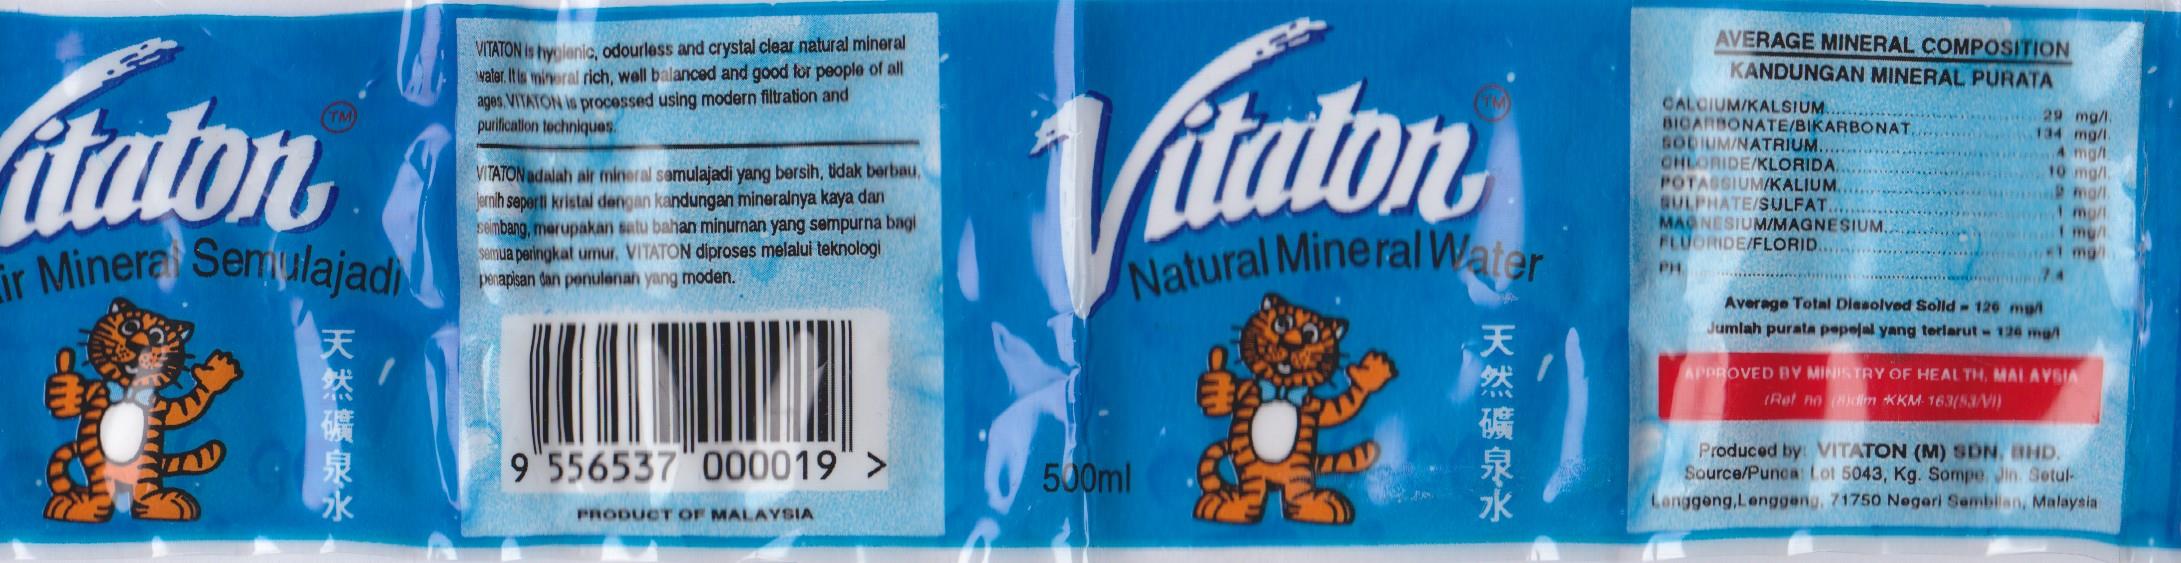 Vitaton
TM
Air Mineral Semulajadi
天然礦泉水
VITATON is hygienic, odourless and crystal clear natural mineral
water. It is mineral rich, well balanced and good for people of all
ages. VITATON is processed using modern filtration and
purification techniques.
VITATON adalah air mineral semulajadi yang bersih, tidak berbau,
jernih seperti kristal dengan kandungan mineralnya kaya dan
seimbang, merupakan satu bahan minuman yang sempurna bagi
semua peringkat umur. VITATON diproses melalui teknologi
penapisan dan penulenan yang moden.
9 556537 000019 >
PRODUCT OF MALAYSIA
Vitaton
TM
Natural Mineral Water
天然礦泉水
500ml
AVERAGE MINERAL COMPOSITION
KANDUNGAN MINERAL PURATA
CALCIUM/KALSIUM 29 mg/l.
BICARBONATE/BIKARBONAT 134 mg/l.
SODIUM/NATRIUM 4 mg/l.
CHLORIDE/KLORIDA 10 mg/l.
POTASSIUM/KALIUM 2 mg/l.
SULPHATE/SULFAT 1 mg/l.
MAGNESIUM/MAGNESIUM 1 mg/l.
FLUORIDE/FLORID <1 mg/l.
PH 7.4
Average Total Dissolved Solid = 126 mg/l
Jumlah purata pepejal yang terlarut = 126 mg/l
APPROVED BY MINISTRY OF HEALTH, MALAYSIA
(Ref. no. (8)dlm KKM-163(53/VI)
Produced by: VITATON (M) SDN. BHD.
Source/Punca: Lot 5043, Kg. Sompo, Jln. Setul-
Lenggeng, Lenggeng, 71750 Negeri Sembilan, Malaysia